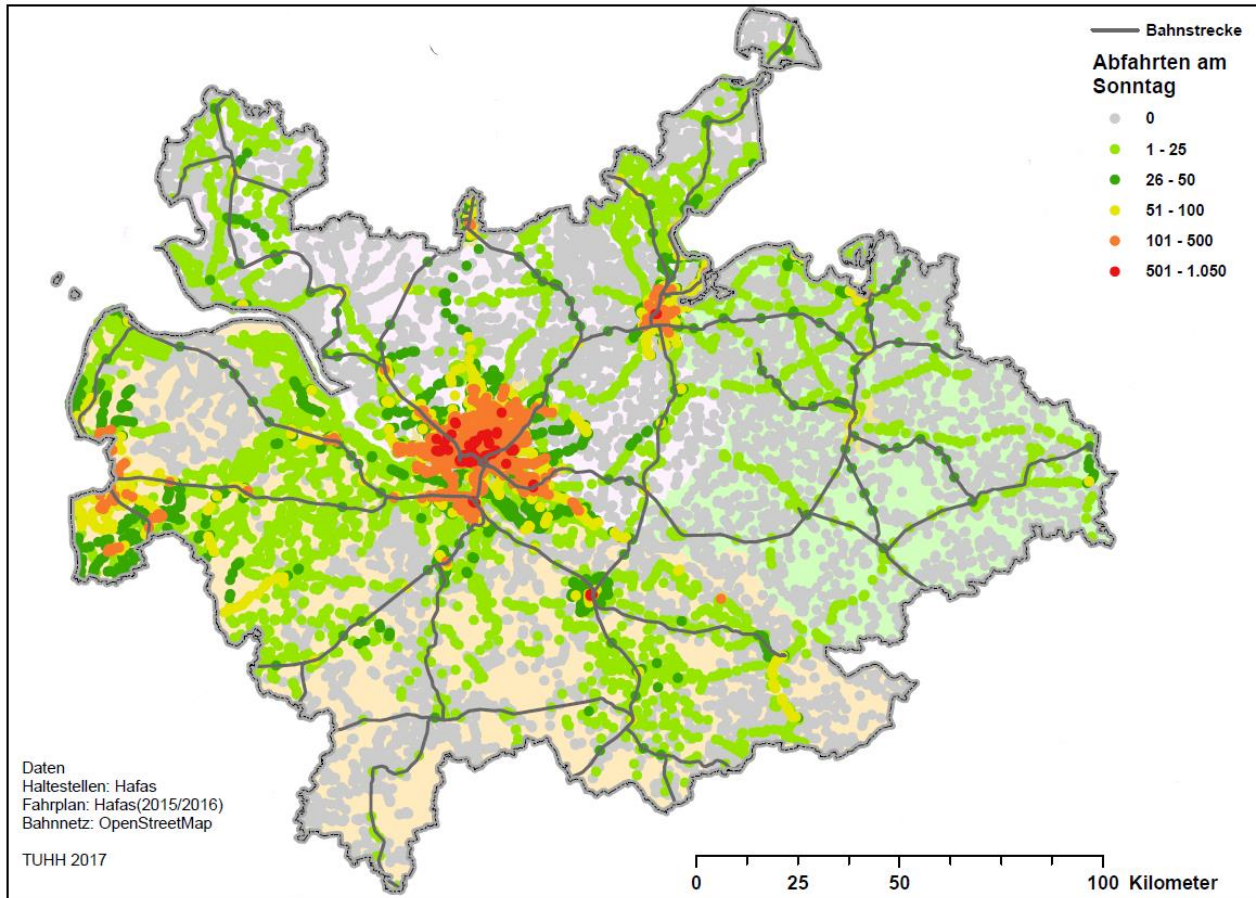 Bahnstrecke
Abfahrten am
Sonntag
0
1 - 25
26 - 50
51 - 100
101 - 500
501 - 1.050
Daten
Haltestellen: Hafas
Fahrplan: Hafas(2015/2016)
Bahnnetz: OpenStreetMap
TUHH 2017
0 25 50 100 Kilometer